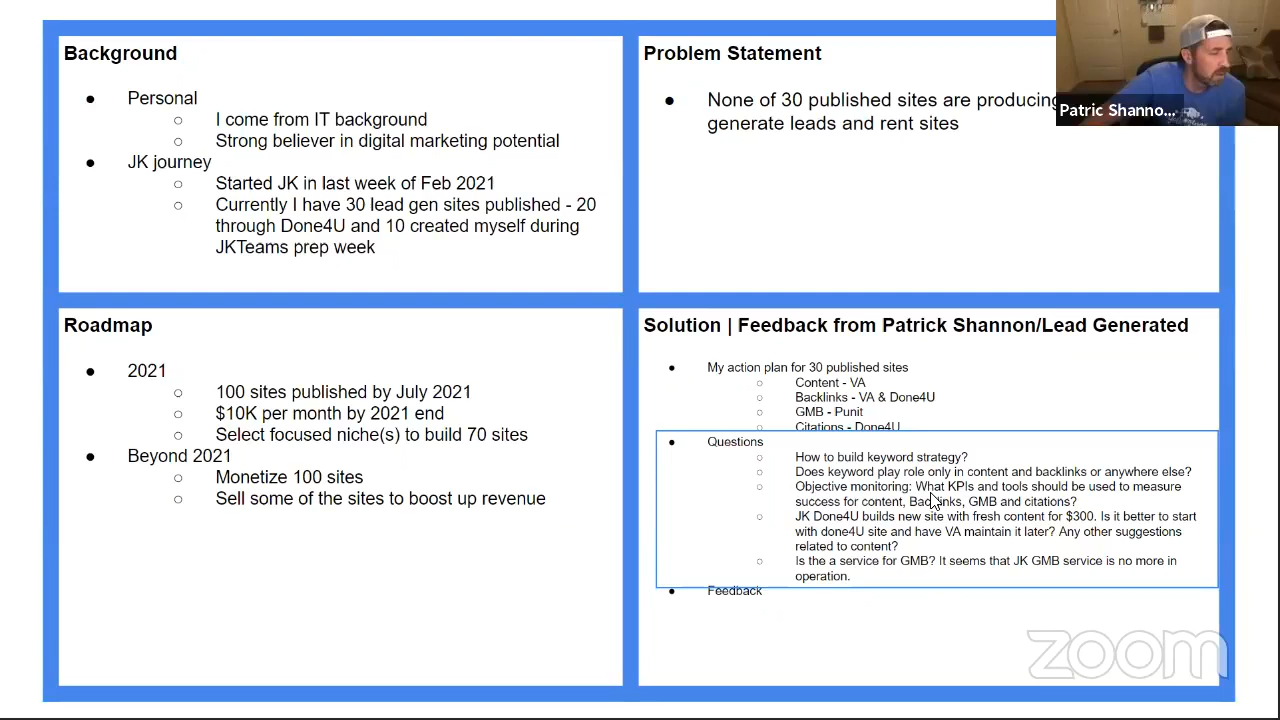 Background
● Personal
○ I come from IT background
○ Strong believer in digital marketing potential
● JK journey
○ Started JK in last week of Feb 2021
○ Currently I have 30 lead gen sites published - 20
through Done4U and 10 created myself during
JKTeams prep week
Problem Statement
● None of 30 published sites are producing
generate leads and rent sites
Patric Shanno...
Roadmap
● 2021
○ 100 sites published by July 2021
○ $10K per month by 2021 end
○ Select focused niche(s) to build 70 sites
● Beyond 2021
○ Monetize 100 sites
○ Sell some of the sites to boost up revenue
Solution | Feedback from Patrick Shannon/Lead Generated
● My action plan for 30 published sites
○ Content - VA
○ Backlinks - VA & Done4U
○ GMB - Punit
○ Citations - Done4U
● Questions
○ How to build keyword strategy?
○ Does keyword play role only in content and backlinks or anywhere else?
○ Objective monitoring: What KPIs and tools should be used to measure
success for content, Backlinks, GMB and citations?
○ JK Done4U builds new site with fresh content for $300. Is it better to start
with done4U site and have VA maintain it later? Any other suggestions
related to content?
○ Is the a service for GMB? It seems that JK GMB service is no more in
operation.
● Feedback
zoom